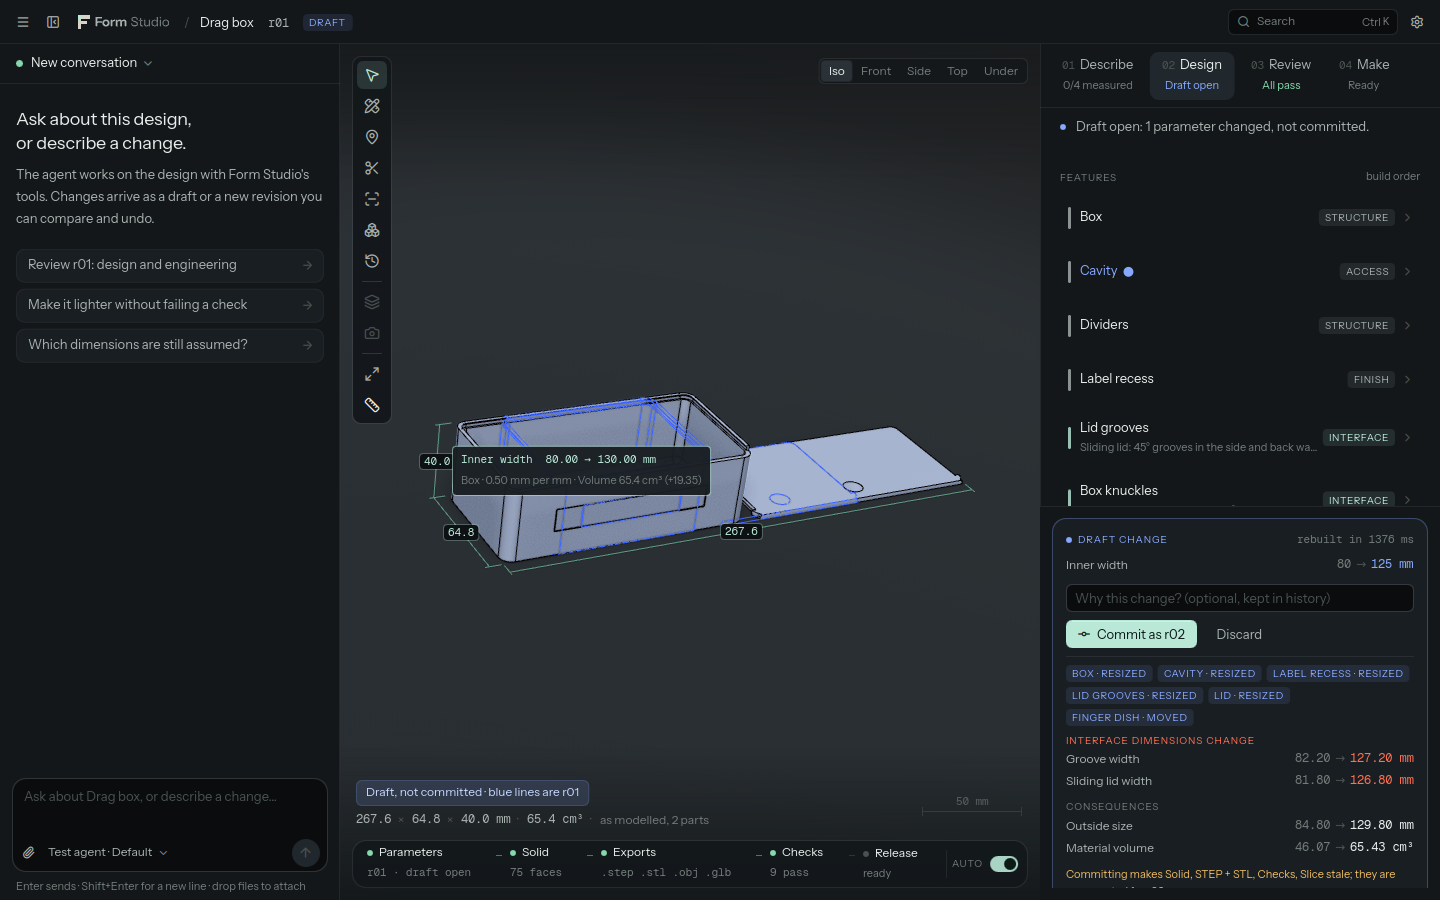 Form Studio / Drag box r01 DRAFT
Search Ctrl K
New conversation
Ask about this design,
or describe a change.
The agent works on the design with Form Studio's
tools. Changes arrive as a draft or a new revision you
can compare and undo.
Review r01: design and engineering
Make it lighter without failing a check
Which dimensions are still assumed?
Ask about Drag box, or describe a change...
Test agent · Default
Enter sends · Shift+Enter for a new line · drop files to attach
Iso Front Side Top Under
40.0
Inner width 80.00 → 130.00 mm
Box · 0.50 mm per mm · Volume 65.4 cm³ (+19.35)
64.8
267.6
Draft, not committed · blue lines are r01
50 mm
267.6 × 64.8 × 40.0 mm · 65.4 cm³ · as modelled, 2 parts
Parameters
r01 · draft open
Solid
75 faces
Exports
.step .stl .obj .glb
Checks
9 pass
Release
ready
AUTO
01 Describe
0/4 measured
02 Design
Draft open
03 Review
All pass
04 Make
Ready
Draft open: 1 parameter changed, not committed.
FEATURES build order
Box STRUCTURE
Cavity ACCESS
Dividers STRUCTURE
Label recess FINISH
Lid grooves INTERFACE
Sliding lid: 45° grooves in the side and back wa...
Box knuckles INTERFACE
DRAFT CHANGE rebuilt in 1376 ms
Inner width 80 → 125 mm
Why this change? (optional, kept in history)
Commit as r02 Discard
BOX · RESIZED CAVITY · RESIZED LABEL RECESS · RESIZED
LID GROOVES · RESIZED LID · RESIZED
FINGER DISH · MOVED
INTERFACE DIMENSIONS CHANGE
Groove width 82.20 → 127.20 mm
Sliding lid width 81.80 → 126.80 mm
CONSEQUENCES
Outside size 84.80 → 129.80 mm
Material volume 46.07 → 65.43 cm³
Committing makes Solid, STEP + STL, Checks, Slice stale; they are